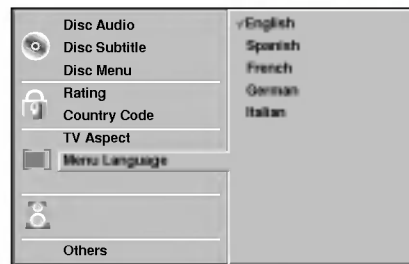 Disc Audio
Disc Subtitle
Disc Menu
Rating
Country Code
TV Aspect
Menu Language
Others
✓English
Spanish
French
German
Italian